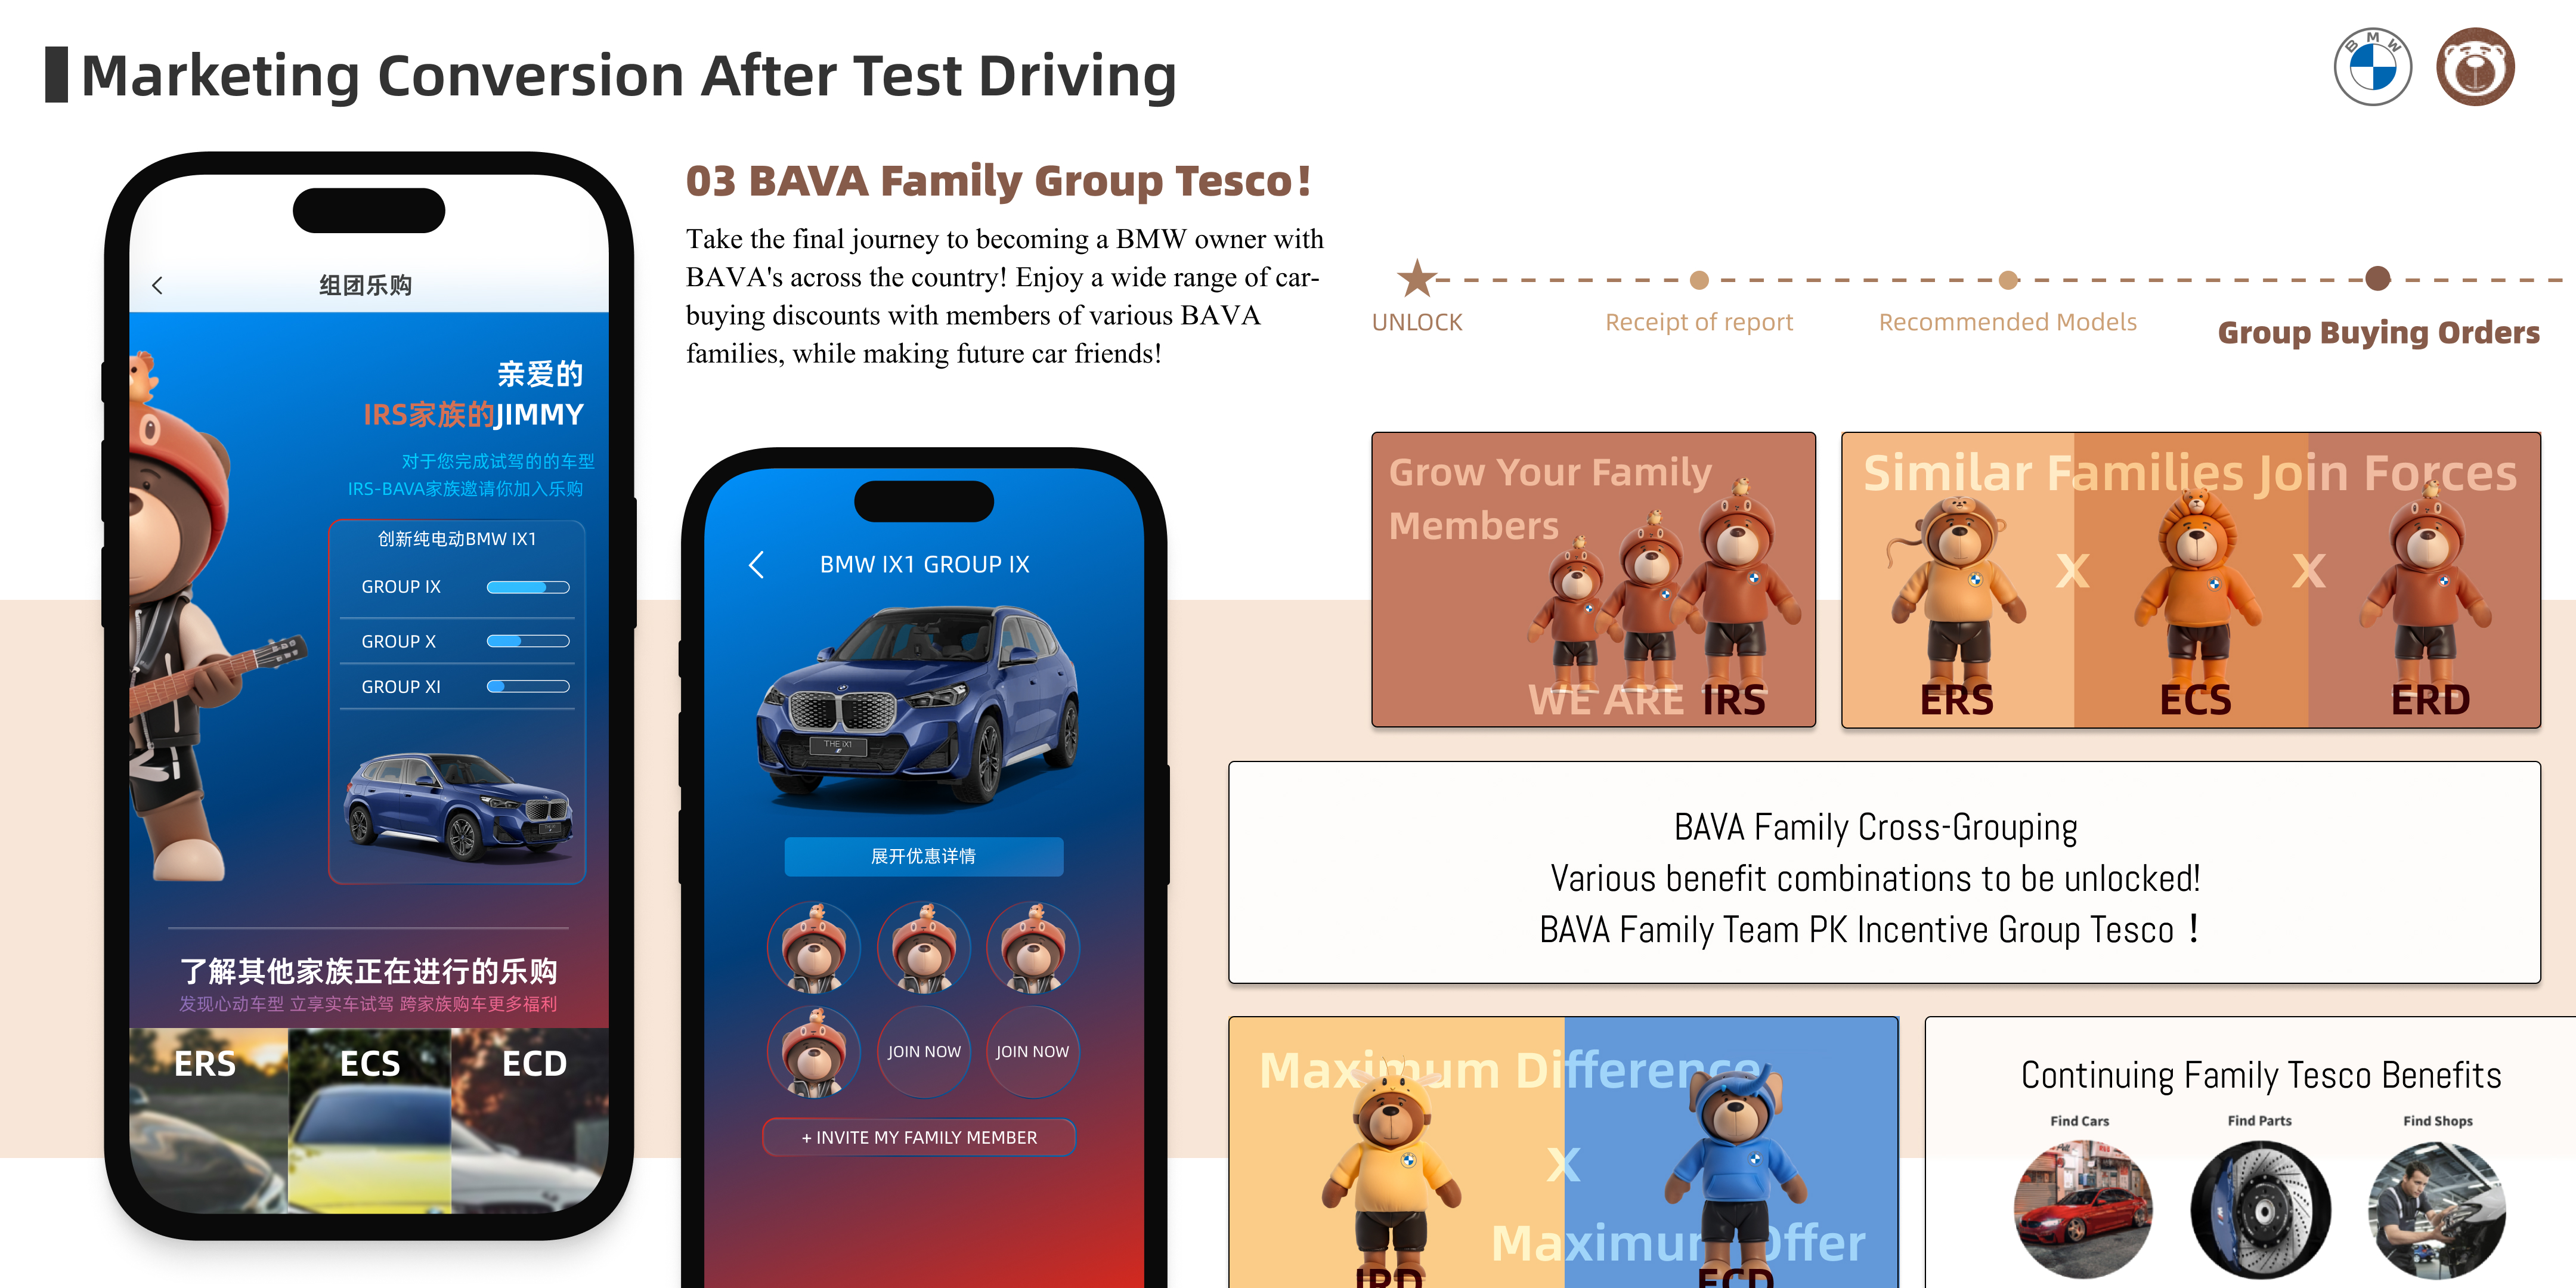 Marketing Conversion After Test Driving
BMW
03 BAVA Family Group Tesco!
Take the final journey to becoming a BMW owner with
BAVA's across the country! Enjoy a wide range of car-
buying discounts with members of various BAVA
families, while making future car friends!
UNLOCK
Receipt of report
Recommended Models
Group Buying Orders
组团乐购
亲爱的
IRS家族的JIMMY
对于您完成试驾的的车型
IRS-BAVA家族邀请你加入乐购
创新纯电动BMW IX1
GROUP IX
GROUP X
GROUP XI
了解其他家族正在进行的乐购
发现心动车型 立享实车试驾 跨家族购车更多福利
ERS
ECS
ECD
BMW IX1 GROUP IX
THE iX1
展开优惠详情
JOIN NOW
JOIN NOW
+ INVITE MY FAMILY MEMBER
Grow Your Family
Members
WE ARE IRS
Similar Families Join Forces
X
X
ERS
ECS
ERD
BAVA Family Cross-Grouping
Various benefit combinations to be unlocked!
BAVA Family Team PK Incentive Group Tesco！
Maximum Difference
X
Maximum Offer
IRD
ECD
Continuing Family Tesco Benefits
Find Cars
Find Parts
Find Shops